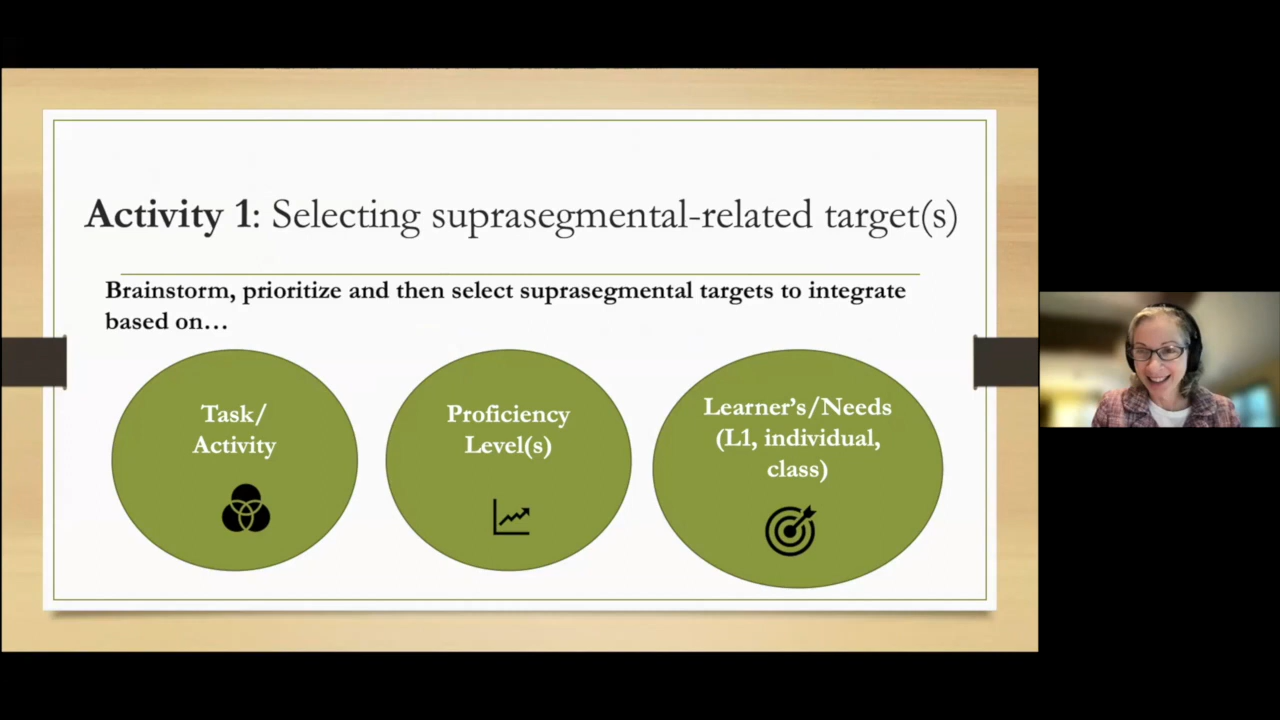 Activity 1: Selecting suprasegmental-related target(s)
Brainstorm, prioritize and then select suprasegmental targets to integrate
based on…
Task/
Activity
Proficiency
Level(s)
Learner's/Needs
(L1, individual,
class)